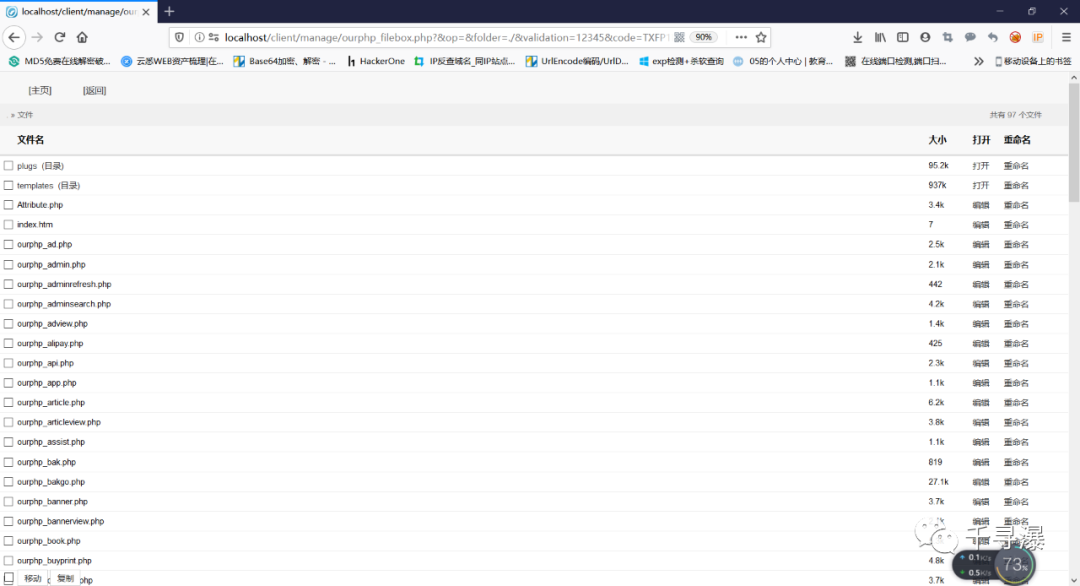 localhost/client/manage/our
localhost/client/manage/ourphp_filebox.php?&op=&folder=./&validation=12345&code=TXFP 90%
MD5免费在线解密破... 云悉WEB资产梳理|在... Base64加密、解密 - ... HackerOne IP反查域名_同IP站点... UrlEncode编码/UrlD... exp检测+杀软查询 05的个人中心 | 教育... 在线端口检测,端口扫... 移动设备上的书签
[主页] [返回]
. » 文件 共有 97 个文件
文件名 大小 打开 重命名
plugs (目录) 95.2k 打开 重命名
templates (目录) 937k 打开 重命名
Attribute.php 3.4k 编辑 重命名
index.htm 7 编辑 重命名
ourphp_ad.php 2.5k 编辑 重命名
ourphp_admin.php 2.1k 编辑 重命名
ourphp_adminrefresh.php 442 编辑 重命名
ourphp_adminsearch.php 4.2k 编辑 重命名
ourphp_adview.php 1.4k 编辑 重命名
ourphp_alipay.php 425 编辑 重命名
ourphp_api.php 2.3k 编辑 重命名
ourphp_app.php 1.1k 编辑 重命名
ourphp_article.php 6.2k 编辑 重命名
ourphp_articleview.php 3.8k 编辑 重命名
ourphp_assist.php 1.1k 编辑 重命名
ourphp_bak.php 819 编辑 重命名
ourphp_bakgo.php 27.1k 编辑 重命名
ourphp_banner.php 3.7k 编辑 重命名
ourphp_bannerview.php 编辑 重命名
ourphp_book.php
ourphp_buyprint.php 4.8k
移动 复制 php 3.7k 编辑 重命名
千寻瀑
0.1K/s
0.5K/s
73%